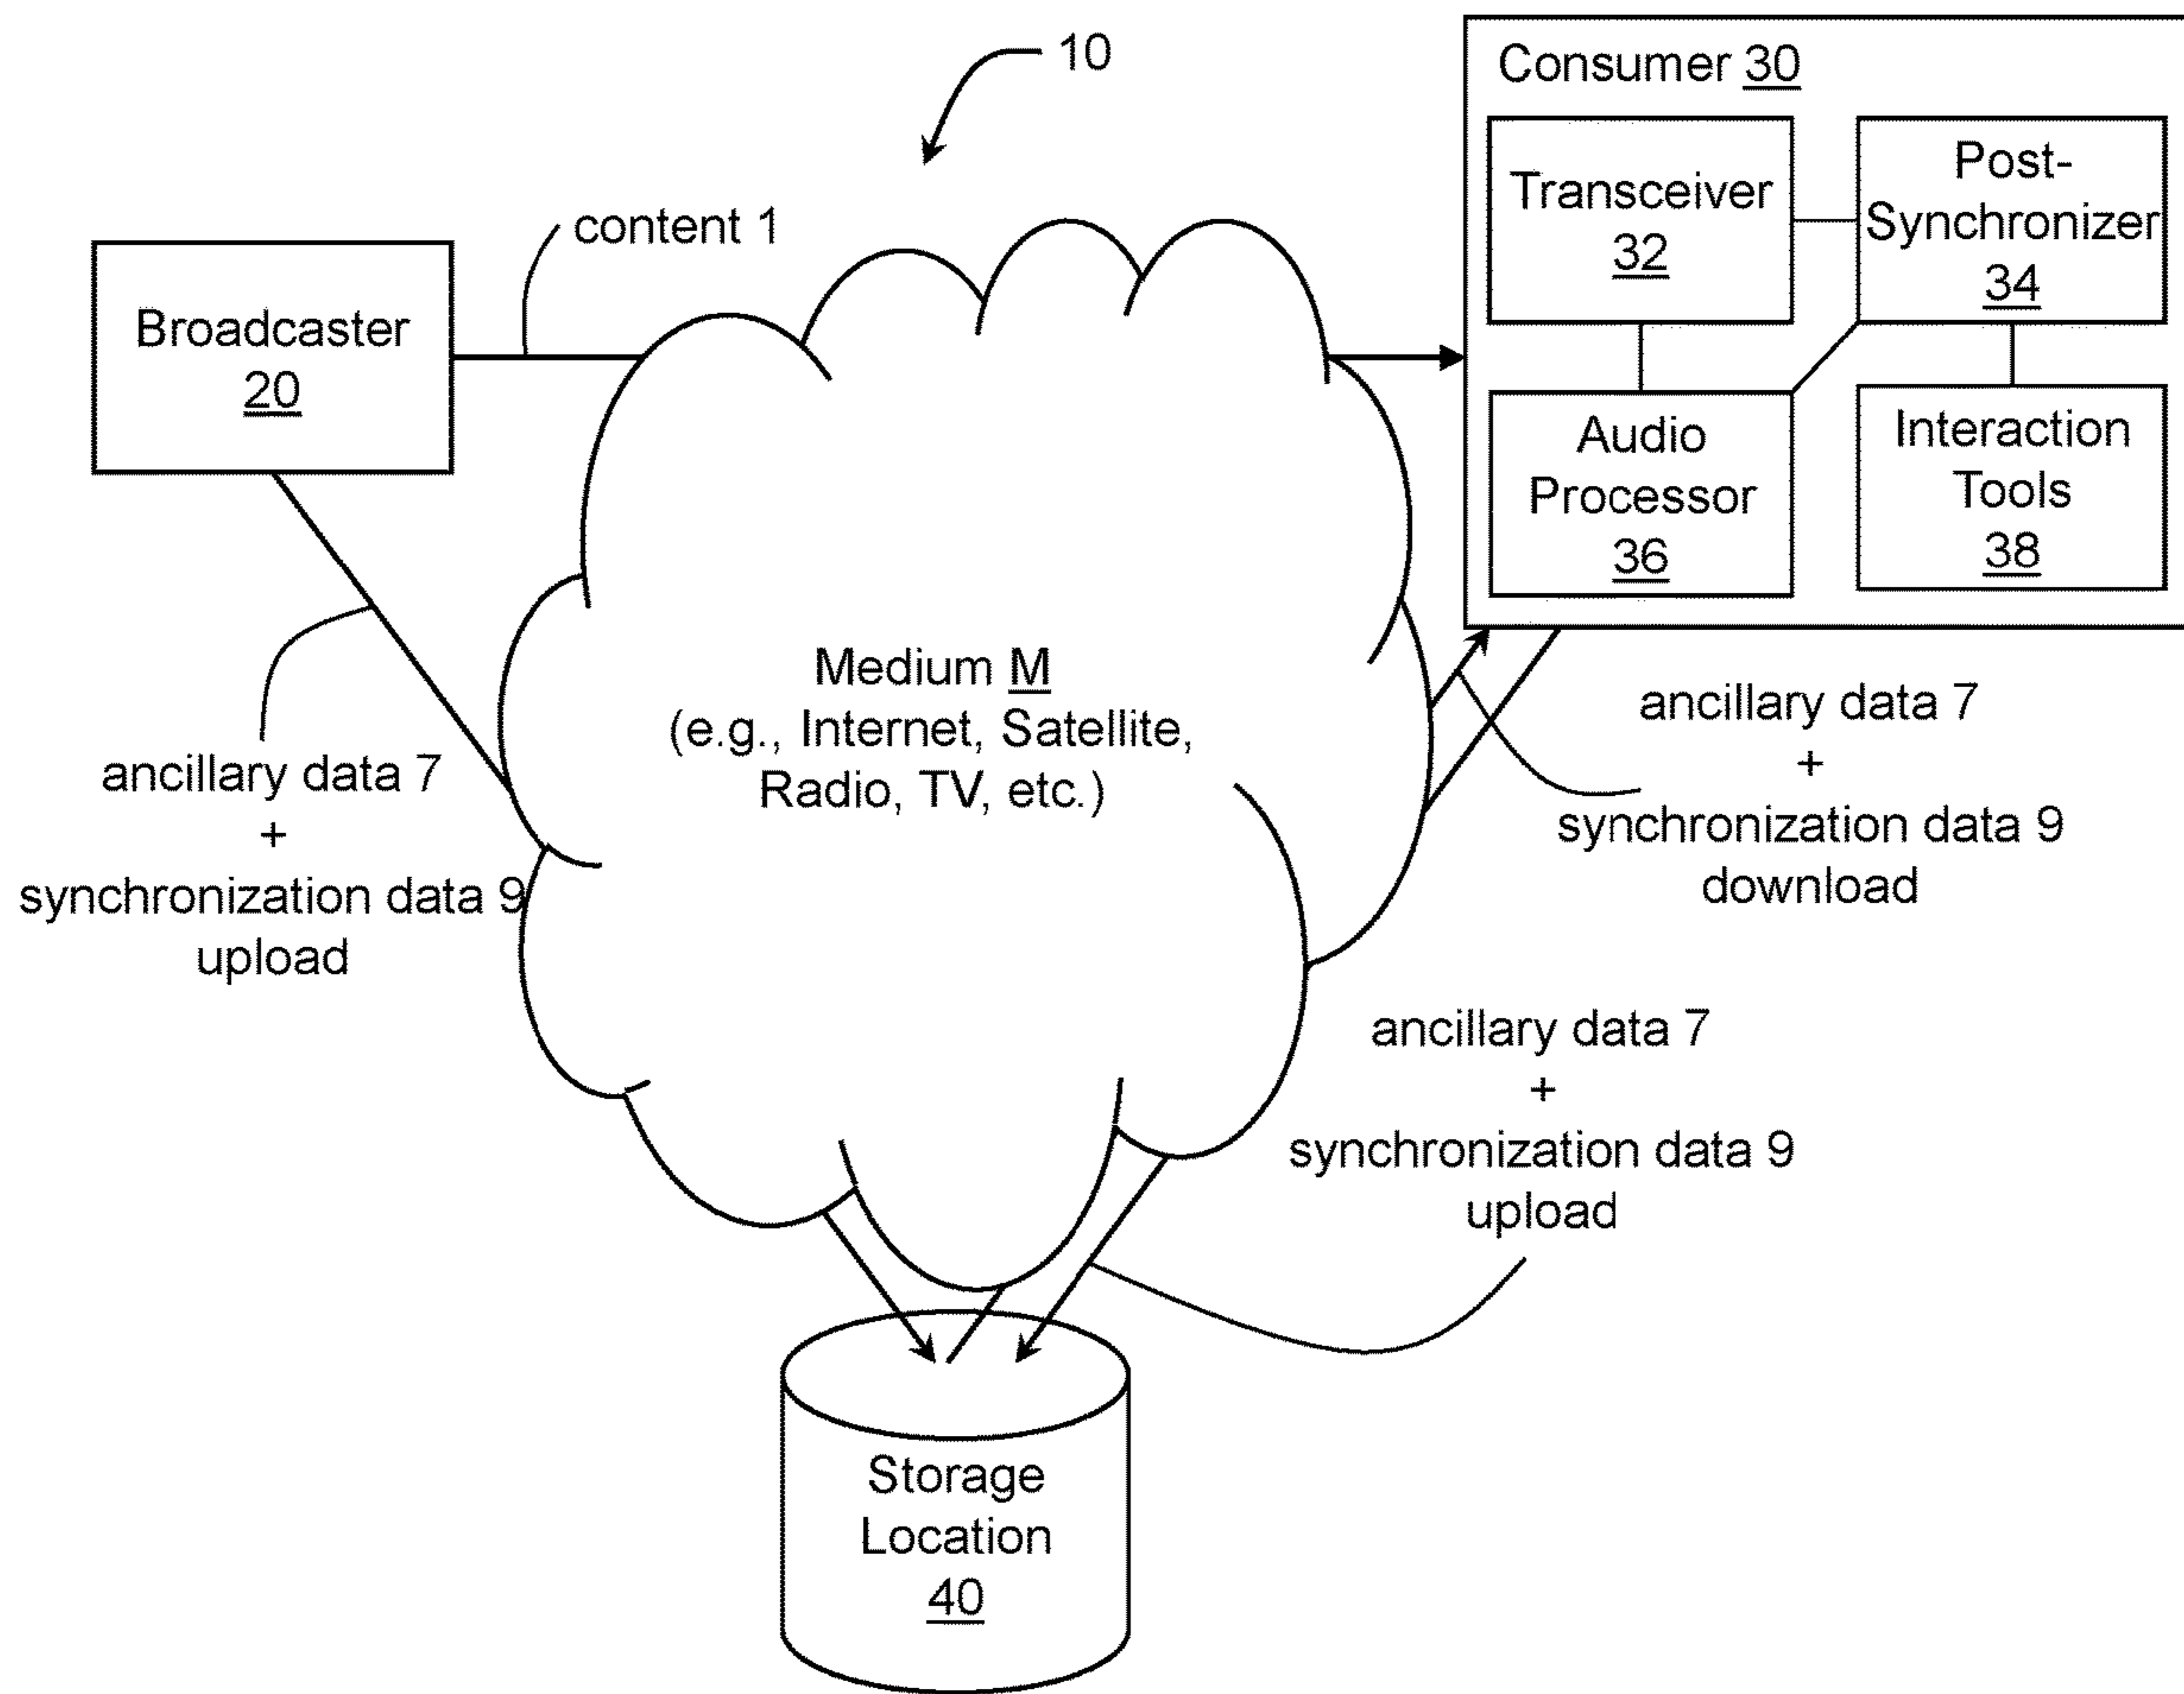 10
Consumer 30
Transceiver
32
Post-
Synchronizer
34
content 1
Broadcaster
20
Audio
Processor
36
Interaction
Tools
38
Medium M
(e.g., Internet, Satellite,
Radio, TV, etc.)
ancillary data 7
+
synchronization data 9
upload
ancillary data 7
+
synchronization data 9
download
ancillary data 7
+
synchronization data 9
upload
Storage
Location
40